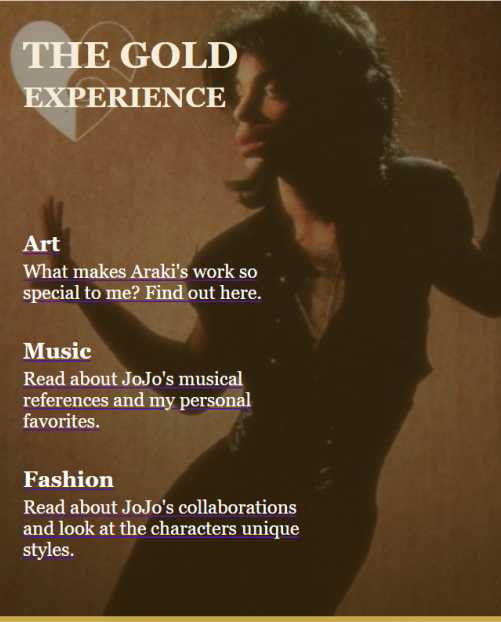 THE GOLD
EXPERIENCE
Art
What makes Araki's work so
special to me? Find out here.
Music
Read about JoJo's musical
references and my personal
favorites.
Fashion
Read about JoJo's collaborations
and look at the characters unique
styles.